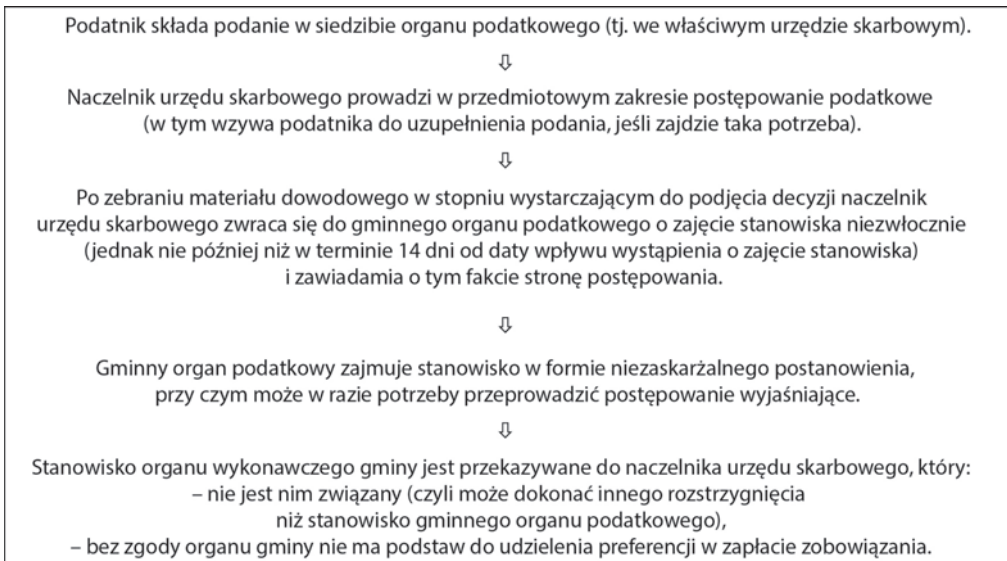 Podatnik składa podanie w siedzibie organu podatkowego (tj. we właściwym urzędzie skarbowym).
⇩
Naczelnik urzędu skarbowego prowadzi w przedmiotowym zakresie postępowanie podatkowe
(w tym wzywa podatnika do uzupełnienia podania, jeśli zajdzie taka potrzeba).
⇩
Po zebraniu materiału dowodowego w stopniu wystarczającym do podjęcia decyzji naczelnik
urzędu skarbowego zwraca się do gminnego organu podatkowego o zajęcie stanowiska niezwłocznie
(jednak nie później niż w terminie 14 dni od daty wpływu wystąpienia o zajęcie stanowiska)
i zawiadamia o tym fakcie stronę postępowania.
⇩
Gminny organ podatkowy zajmuje stanowisko w formie niezaskarżalnego postanowienia,
przy czym może w razie potrzeby przeprowadzić postępowanie wyjaśniające.
⇩
Stanowisko organu wykonawczego gminy jest przekazywane do naczelnika urzędu skarbowego, który:
– nie jest nim związany (czyli może dokonać innego rozstrzygnięcia
niż stanowisko gminnego organu podatkowego),
– bez zgody organu gminy nie ma podstaw do udzielenia preferencji w zapłacie zobowiązania.